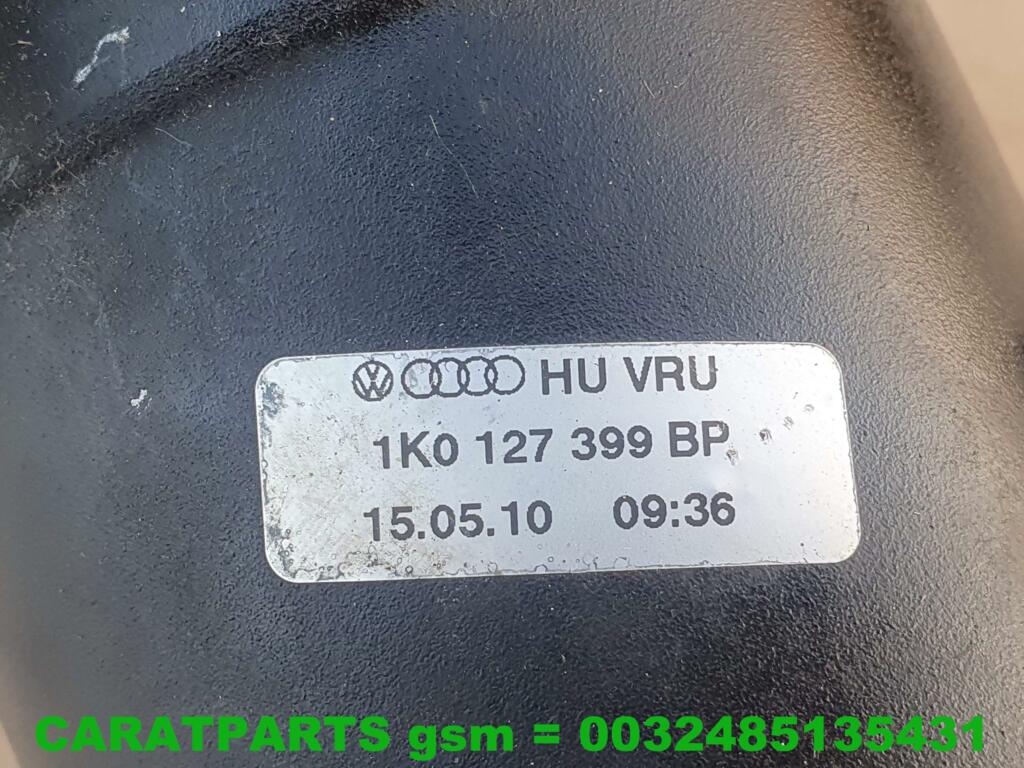 HU VRU
1K0 127 399 BP
15.05.10 09:36
CARATPARTS gsm = 0032485135431